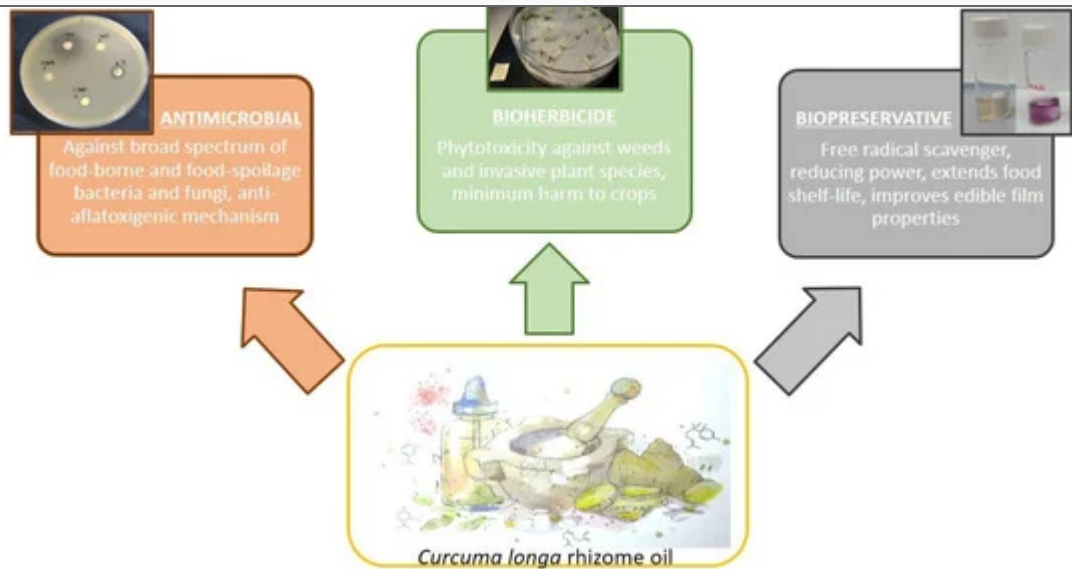 ANTIMICROBIAL
Against broad spectrum of
food-borne and food-spoilage
bacteria and fungi, anti-
aflatoxigenic mechanism
BIOHERBICIDE
Phytotoxicity against weeds
and invasive plant species,
minimum harm to crops
BIOPRESERVATIVE
Free radical scavenger,
reducing power, extends food
shelf-life, improves edible film
properties
Curcuma longa rhizome oil